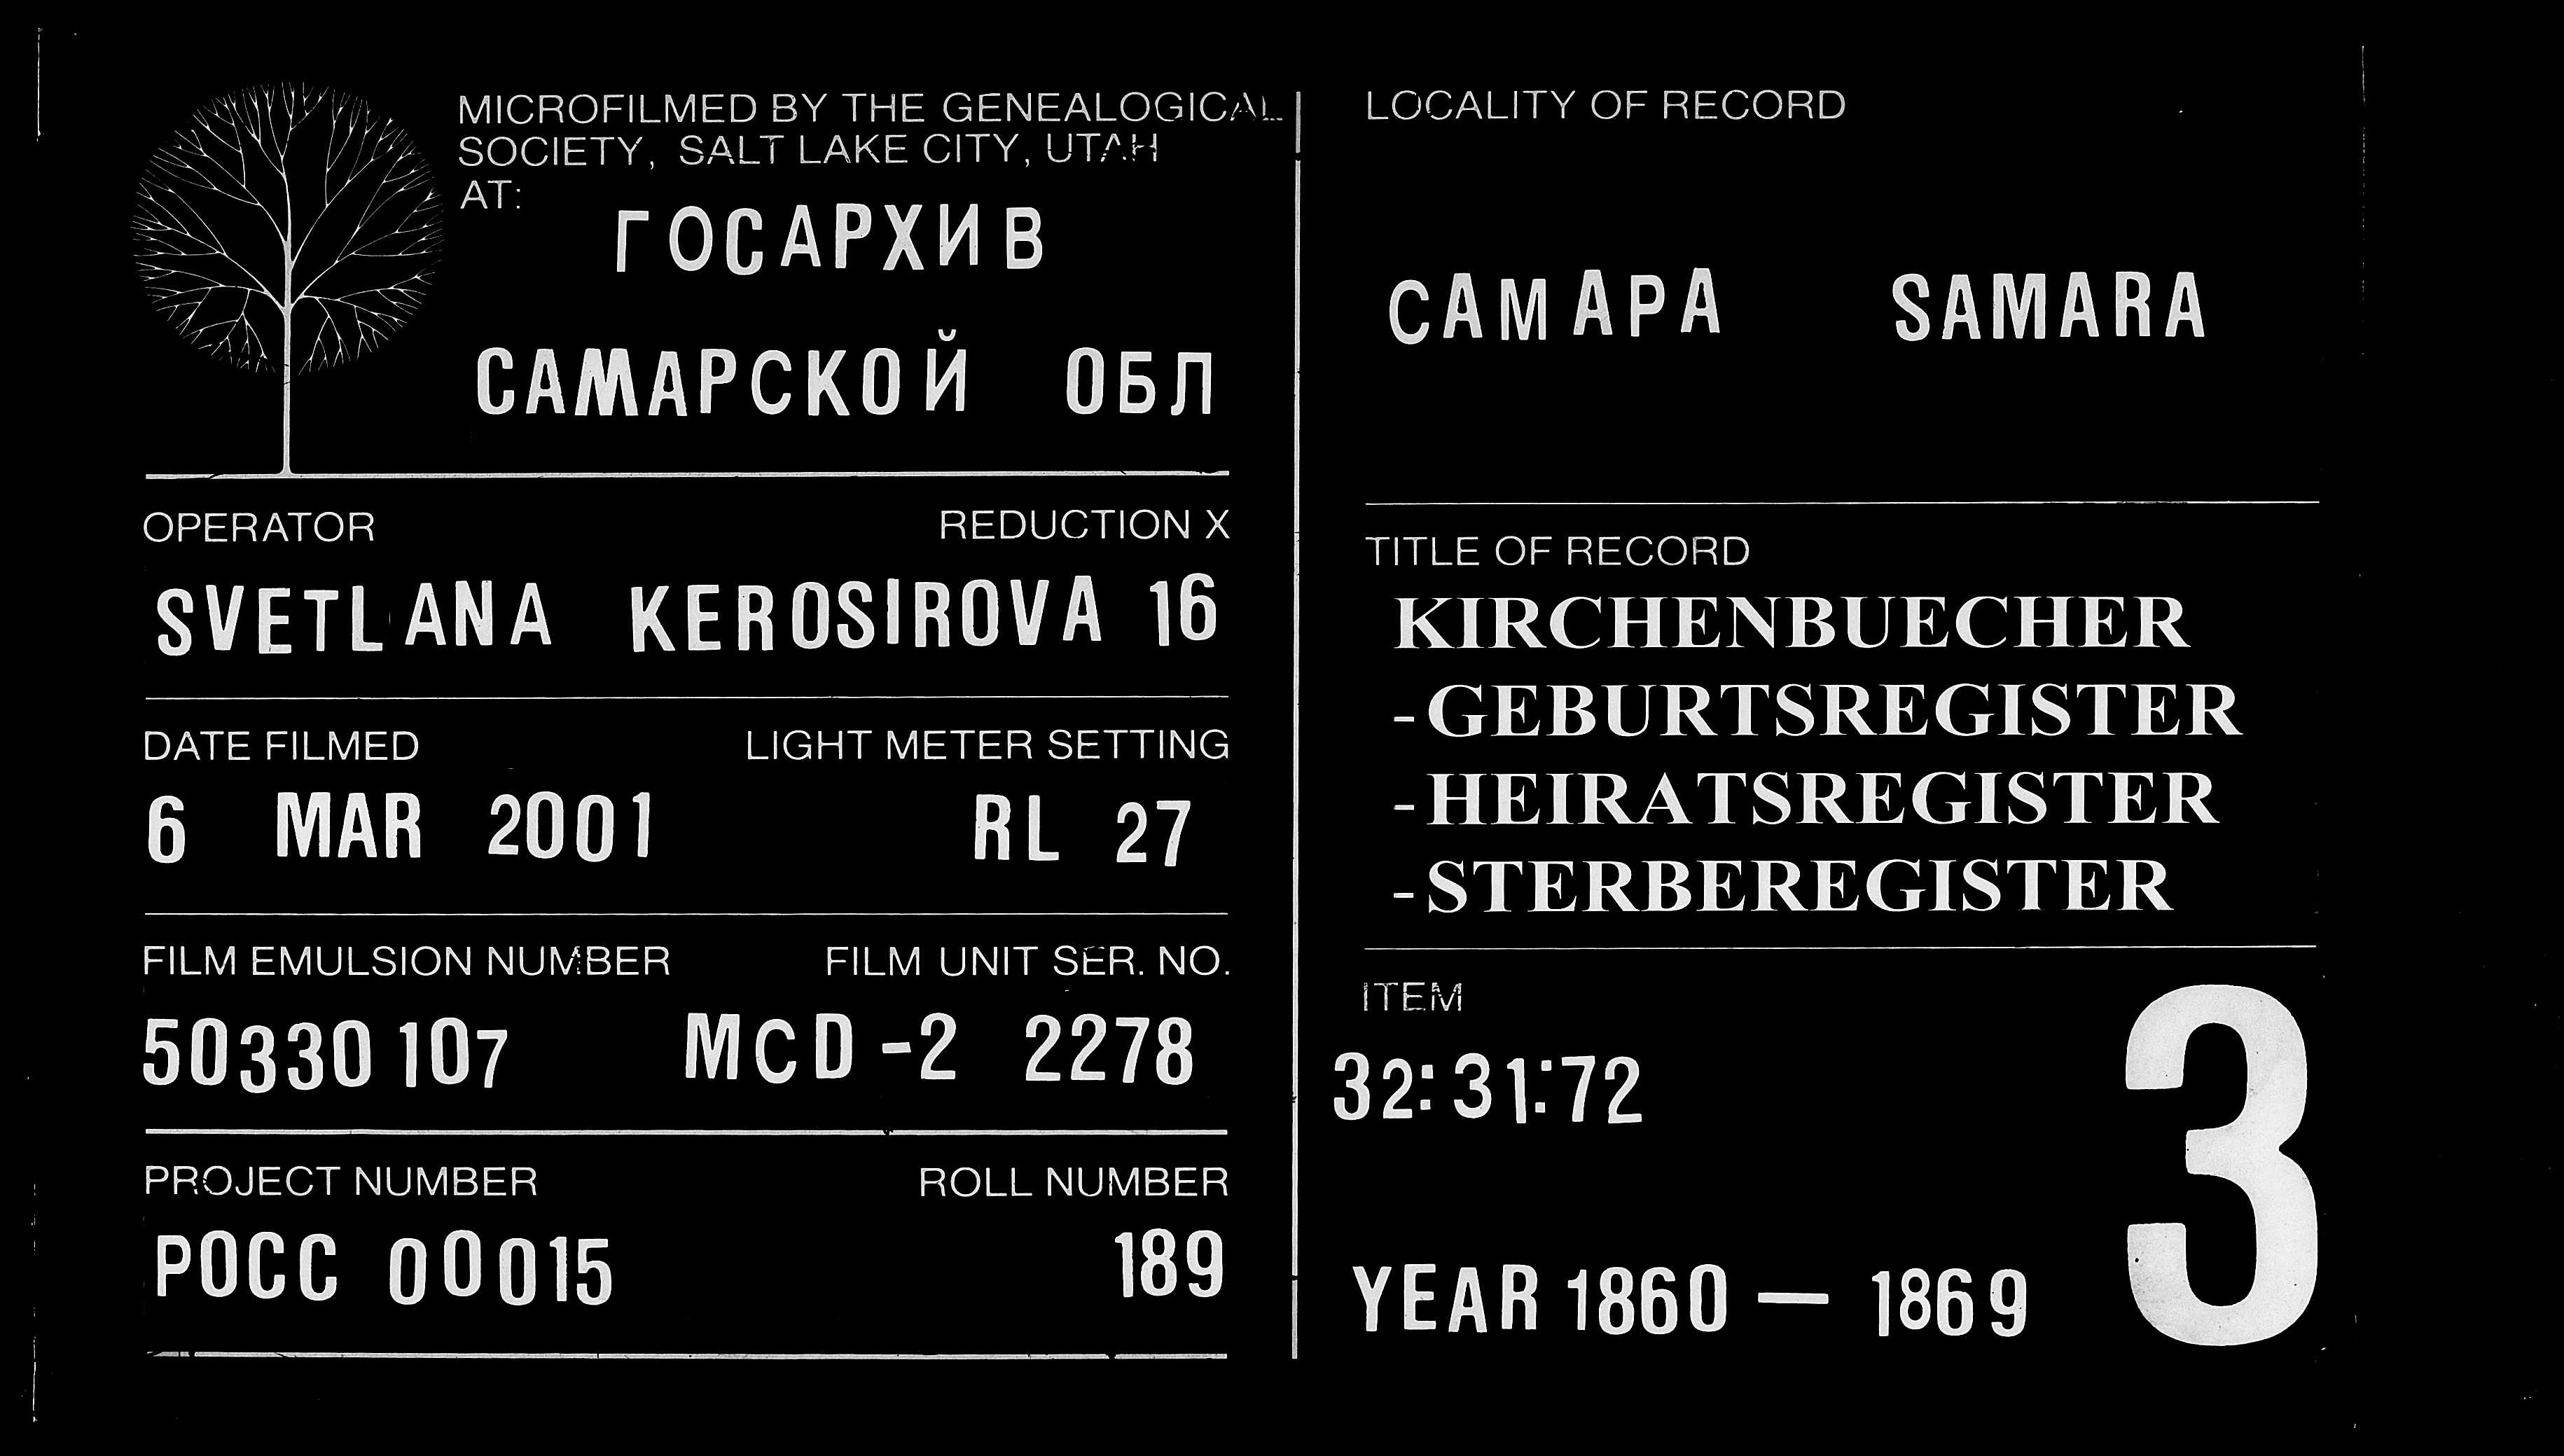 MICROFILMED BY THE GENEALOGICAL
SOCIETY, SALT LAKE CITY, UTAH
AT:
ГОСАРХИВ
САМАРСКОЙ ОБЛ
OPERATOR REDUCTION X
SVETLANA KEROSIROVA 16
DATE FILMED LIGHT METER SETTING
6 MAR 2001 RL 27
FILM EMULSION NUMBER FILM UNIT SER. NO.
50330107 MCD-2 2278
PROJECT NUMBER ROLL NUMBER
РОСС 00015 189
LOCALITY OF RECORD
САМАРА SAMARA
TITLE OF RECORD
KIRCHENBUECHER
-GEBURTSREGISTER
-HEIRATSREGISTER
-STERBEREGISTER
ITEM
32:31:72
3
YEAR 1860 — 1869